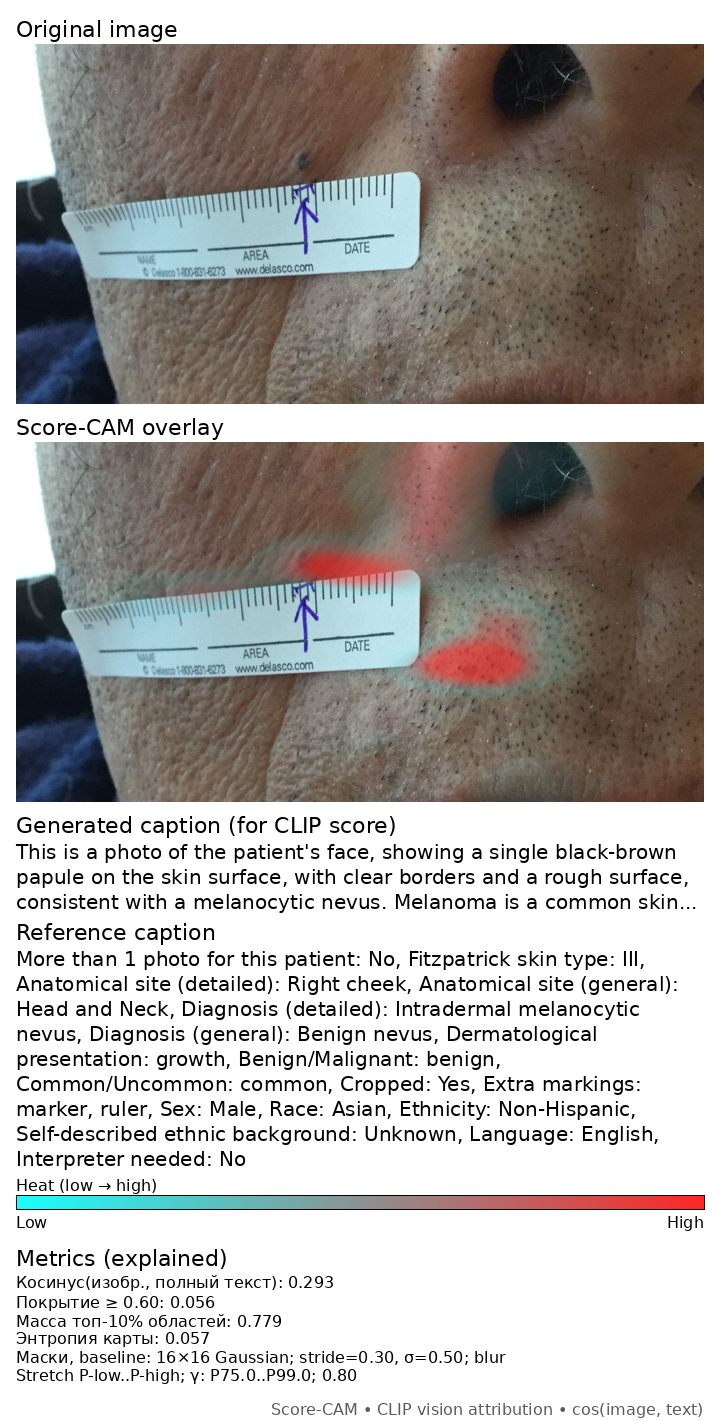 Original image
cm
NAME
AREA
DATE
© Delasco 1-800-831-6273 www.delasco.com
Score-CAM overlay
cm
NAME
AREA
DATE
© Delasco 1-800-831-6273 www.delasco.com
Generated caption (for CLIP score)
This is a photo of the patient's face, showing a single black-brown
papule on the skin surface, with clear borders and a rough surface,
consistent with a melanocytic nevus. Melanoma is a common skin...
Reference caption
More than 1 photo for this patient: No, Fitzpatrick skin type: III,
Anatomical site (detailed): Right cheek, Anatomical site (general):
Head and Neck, Diagnosis (detailed): Intradermal melanocytic
nevus, Diagnosis (general): Benign nevus, Dermatological
presentation: growth, Benign/Malignant: benign,
Common/Uncommon: common, Cropped: Yes, Extra markings:
marker, ruler, Sex: Male, Race: Asian, Ethnicity: Non-Hispanic,
Self-described ethnic background: Unknown, Language: English,
Interpreter needed: No
Heat (low → high)
Low High
Metrics (explained)
Косинус(изобр., полный текст): 0.293
Покрытие ≥ 0.60: 0.056
Масса топ-10% областей: 0.779
Энтропия карты: 0.057
Маски, baseline: 16×16 Gaussian; stride=0.30, σ=0.50; blur
Stretch P-low..P-high; γ: P75.0..P99.0; 0.80
Score-CAM • CLIP vision attribution • cos(image, text)